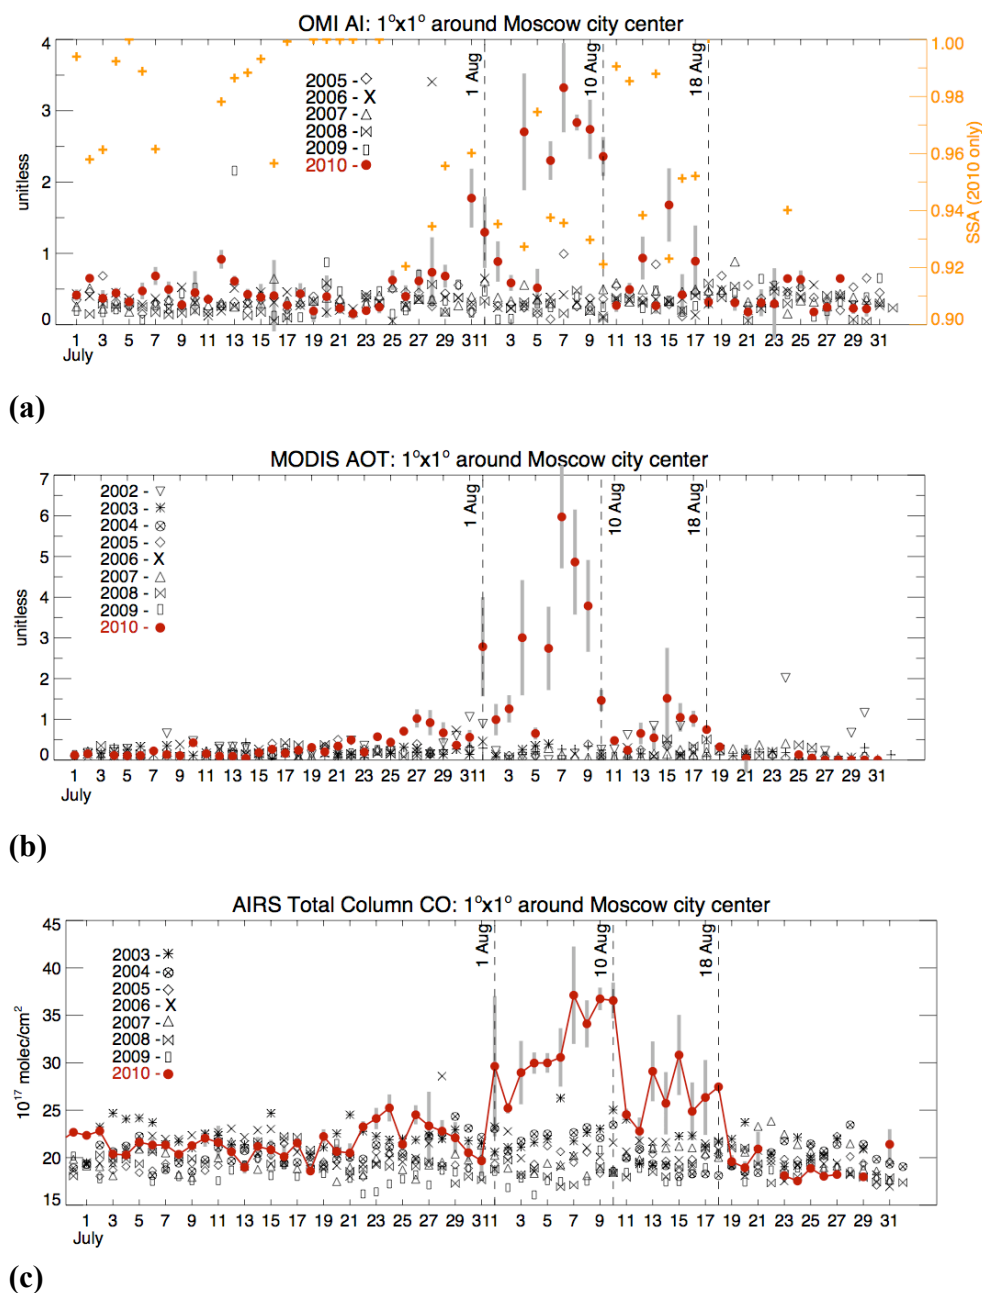 OMI AI: 1°x1° around Moscow city center
4
3
2
1
0
unitless
2005 -
2006 - X
2007 -
2008 -
2009 -
2010 -
1 Aug
10 Aug
18 Aug
1.00
0.98
0.96
0.94
0.92
0.90
SSA (2010 only)
1 3 5 7 9 11 13 15 17 19 21 23 25 27 29 311 3 5 7 9 11 13 15 17 19 21 23 25 27 29 31
July
(a)
MODIS AOT: 1°x1° around Moscow city center
7
6
5
4
3
2
1
0
unitless
2002 -
2003 -
2004 -
2005 -
2006 - X
2007 -
2008 -
2009 -
2010 -
1 Aug
10 Aug
18 Aug
1 3 5 7 9 11 13 15 17 19 21 23 25 27 29 311 3 5 7 9 11 13 15 17 19 21 23 25 27 29 31
July
(b)
AIRS Total Column CO: 1°x1° around Moscow city center
45
40
35
30
25
20
15
10¹⁷ molec/cm²
2003 -
2004 -
2005 -
2006 - X
2007 -
2008 -
2009 -
2010 -
1 Aug
10 Aug
18 Aug
1 3 5 7 9 11 13 15 17 19 21 23 25 27 29 311 3 5 7 9 11 13 15 17 19 21 23 25 27 29 31
July
(c)